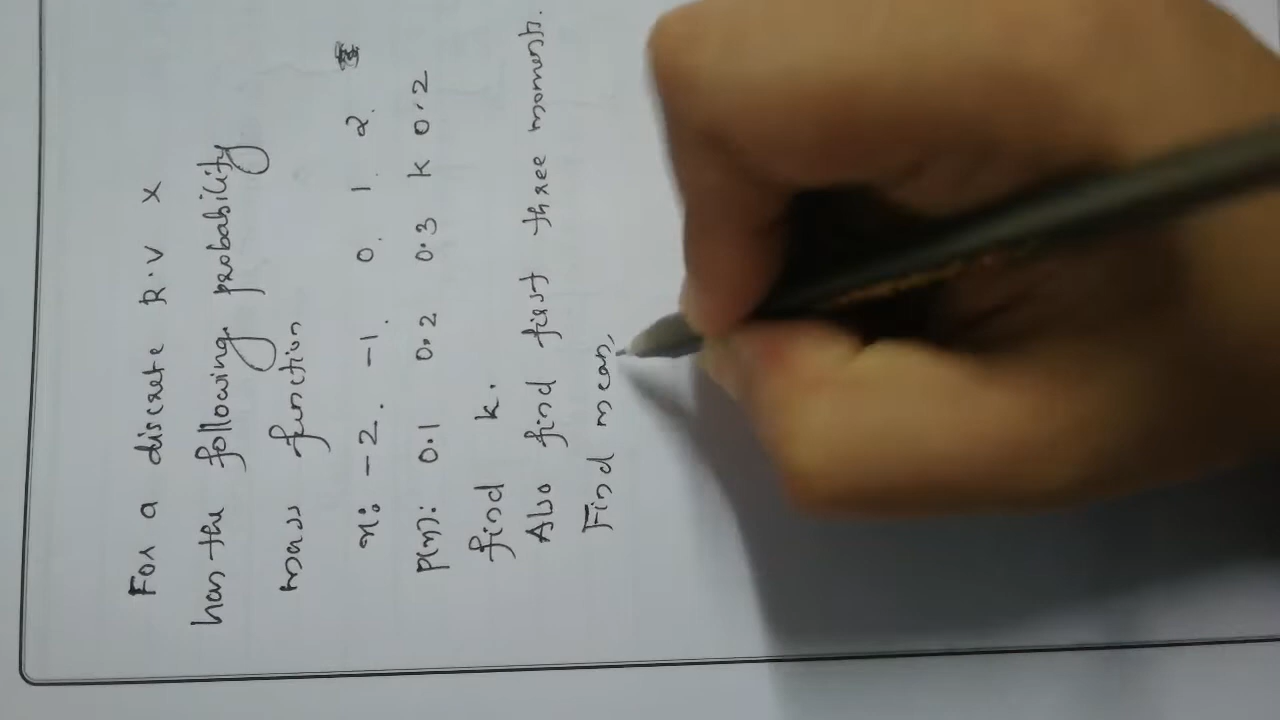 For a discrete R.V X
has the following probability
mass function
x: -2. -1. 0. 1. 2.
p(x): 0.1 0.2 0.3 k 0.2
find k.
Also find first three moments.
Find mean,